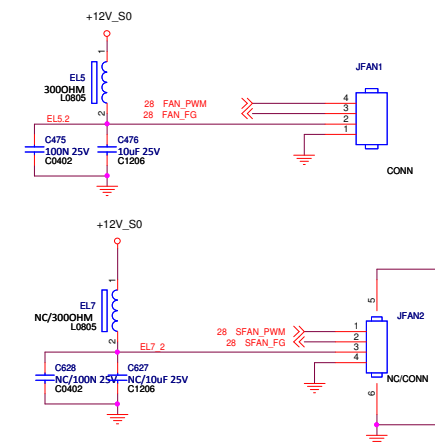 +12V_S0
1
EL5
300OHM
L0805
2
EL5.2
C475
100N 25V
C0402
C476
10uF 25V
C1206
28 FAN_PWM
28 FAN_FG
JFAN1
4
3
2
1
CONN
+12V_S0
1
EL7
NC/300OHM
L0805
2
EL7_2
C628
NC/100N 25V
C0402
C627
NC/10uF 25V
C1206
28 SFAN_PWM
28 SFAN_FG
5
JFAN2
1
2
3
4
NC/CONN
6